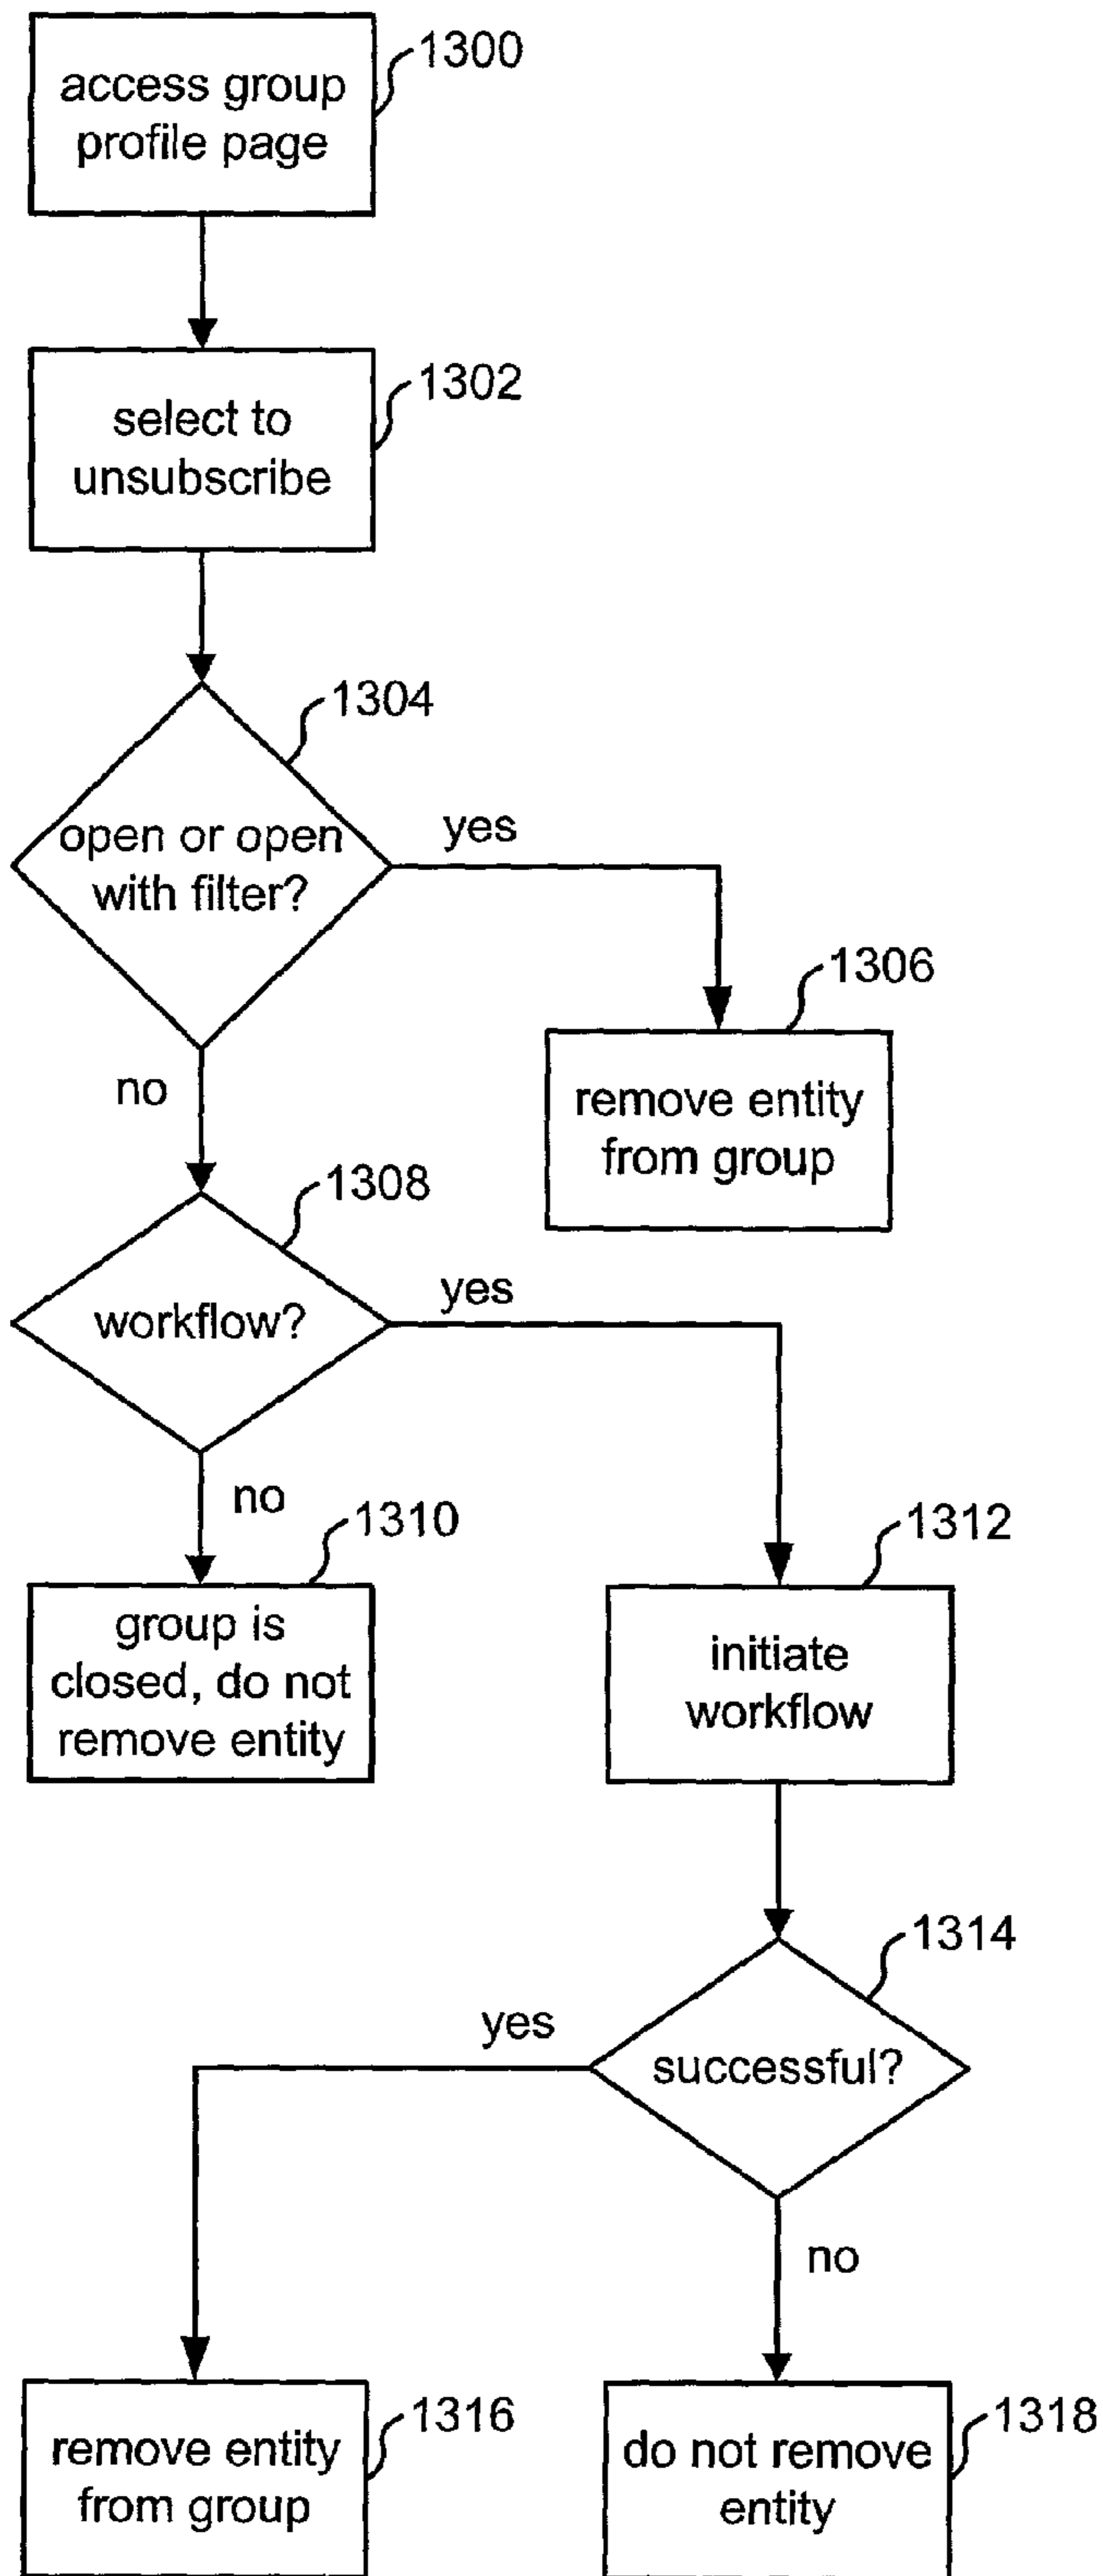 1300
access group
profile page
1302
select to
unsubscribe
1304
open or open
with filter?
yes
1306
remove entity
from group
no
1308
workflow?
yes
no
1310
group is
closed, do not
remove entity
1312
initiate
workflow
1314
successful?
yes
no
1316
remove entity
from group
1318
do not remove
entity